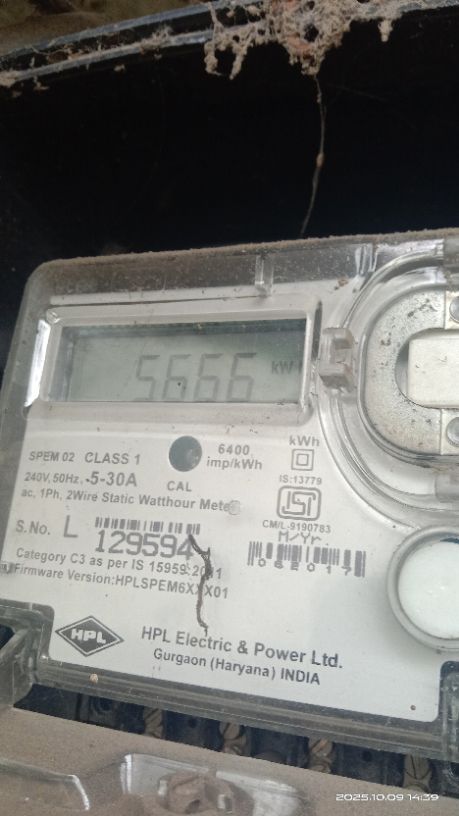 5666
SPEM 02 CLASS 1
6400
imp/kWh
kWh
240V, 50Hz, -5-30A
CAL
IS:13779
ac, 1Ph, 2Wire Static Watthour Meter
ISI
CM/L-9190783
S.No. L
M/Yr.
129594
062017
Category C3 as per IS 15959:2011
Firmware Version:HPLSPEM6XXX01
HPL
HPL Electric & Power Ltd.
Gurgaon (Haryana) INDIA
2025.10.09 14:39